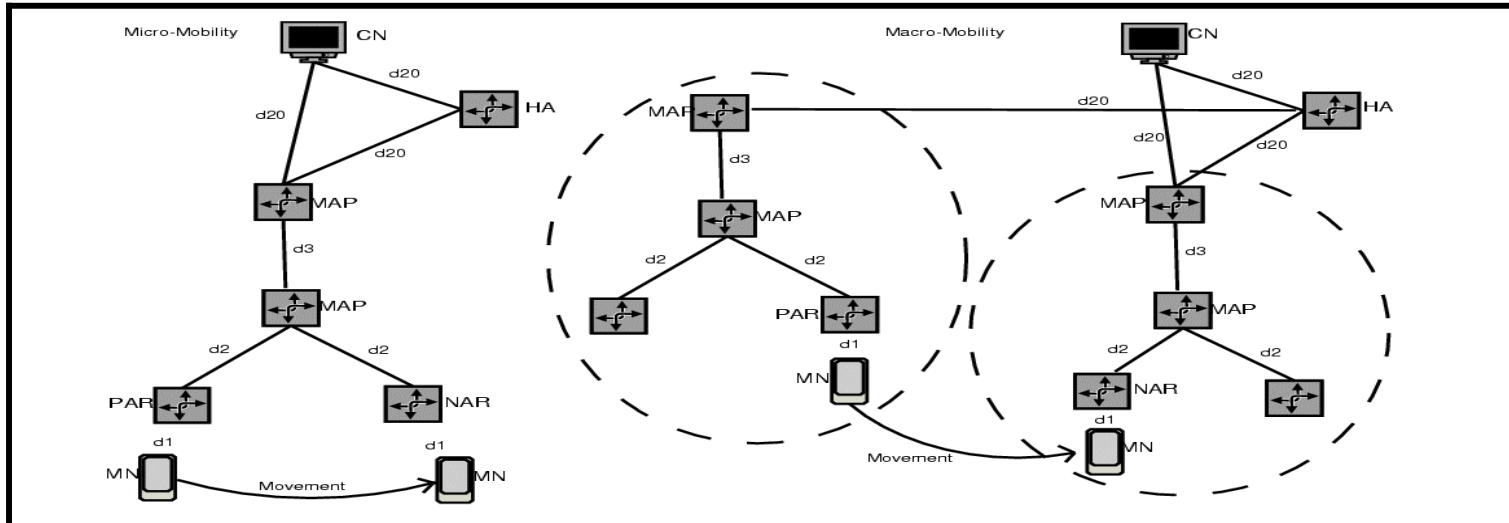 Micro-Mobility
CN
d20
HA
d20
d20
MAP
d3
MAP
d2
d2
PAR
NAR
d1
d1
MN
MN
Movement
Macro-Mobility
CN
d20
MAP
d20
HA
d20
d20
d3
MAP
MAP
d2
d2
d3
PAR
MAP
d1
d2
d2
MN
NAR
d1
MN
Movement